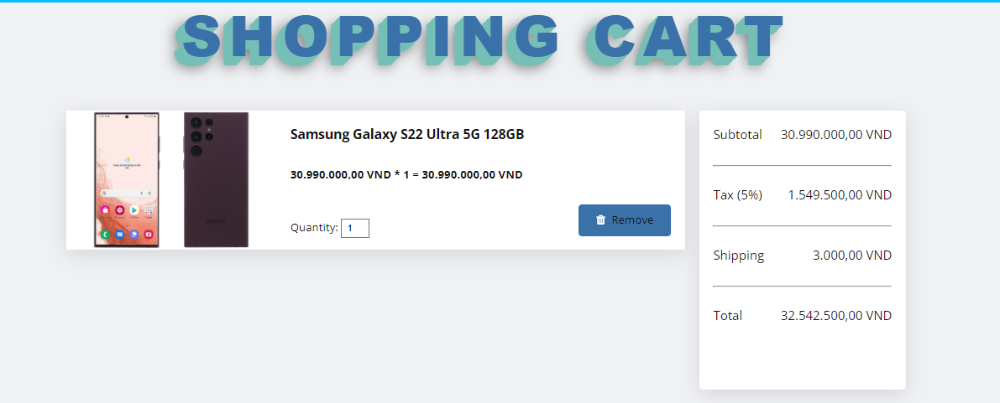 SHOPPING CART
Samsung Galaxy S22 Ultra 5G 128GB
30.990.000,00 VND * 1 = 30.990.000,00 VND
Quantity: 1
Remove
Subtotal 30.990.000,00 VND
Tax (5%) 1.549.500,00 VND
Shipping 3.000,00 VND
Total 32.542.500,00 VND